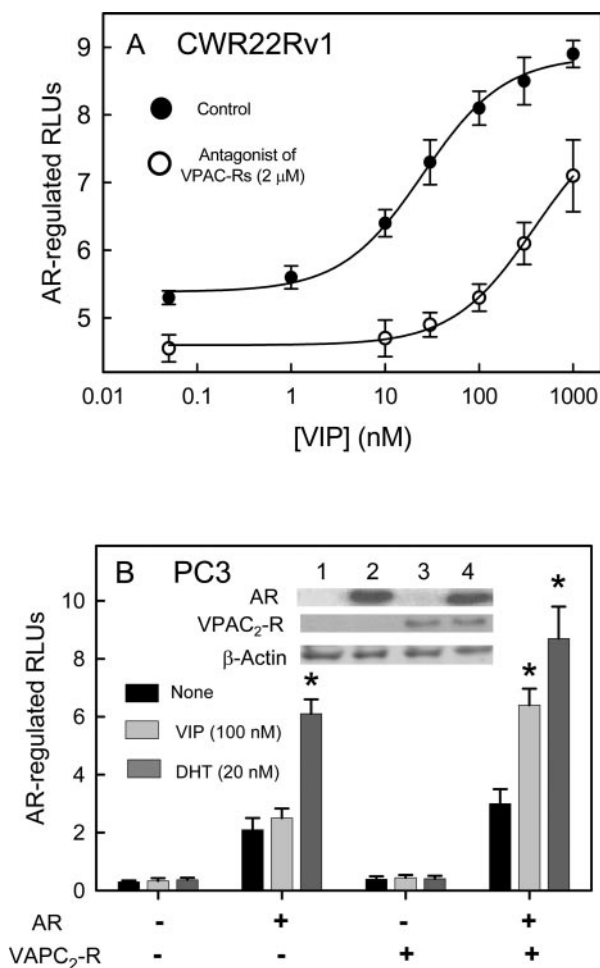 A CWR22Rv1
9
8
7
6
5
AR-regulated RLUs
Control
Antagonist of
VPAC-Rs (2 μM)
0.01 0.1 1 10 100 1000
[VIP] (nM)
B PC3
1 2 3 4
AR
VPAC₂-R
β-Actin
10
8
6
4
2
0
AR-regulated RLUs
None
VIP (100 nM)
DHT (20 nM)
*
*
*
AR - + - +
VAPC₂-R - - + +